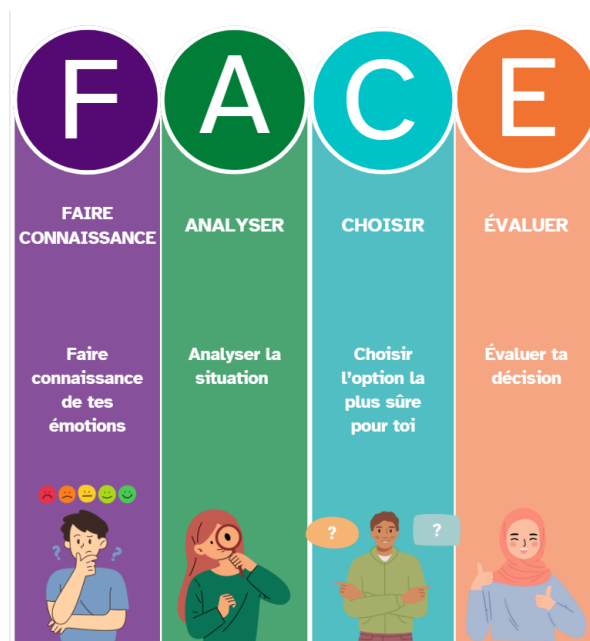 F
A
C
E
FAIRE
CONNAISSANCE
ANALYSER
CHOISIR
ÉVALUER
Faire
connaissance
de tes
émotions
Analyser la
situation
Choisir
l'option la
plus sûre
pour toi
Évaluer ta
décision
? ?
? ?